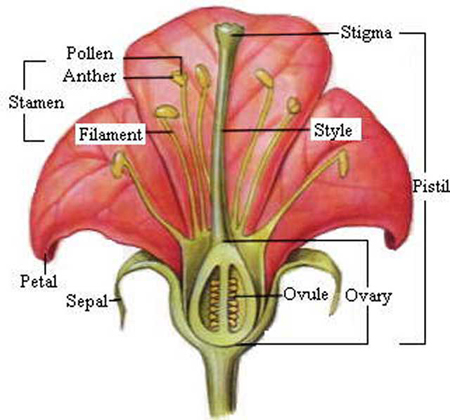 Stigma
Pollen
Anther
Stamen
Filament
Style
Pistil
Petal
Sepal
Ovule
Ovary